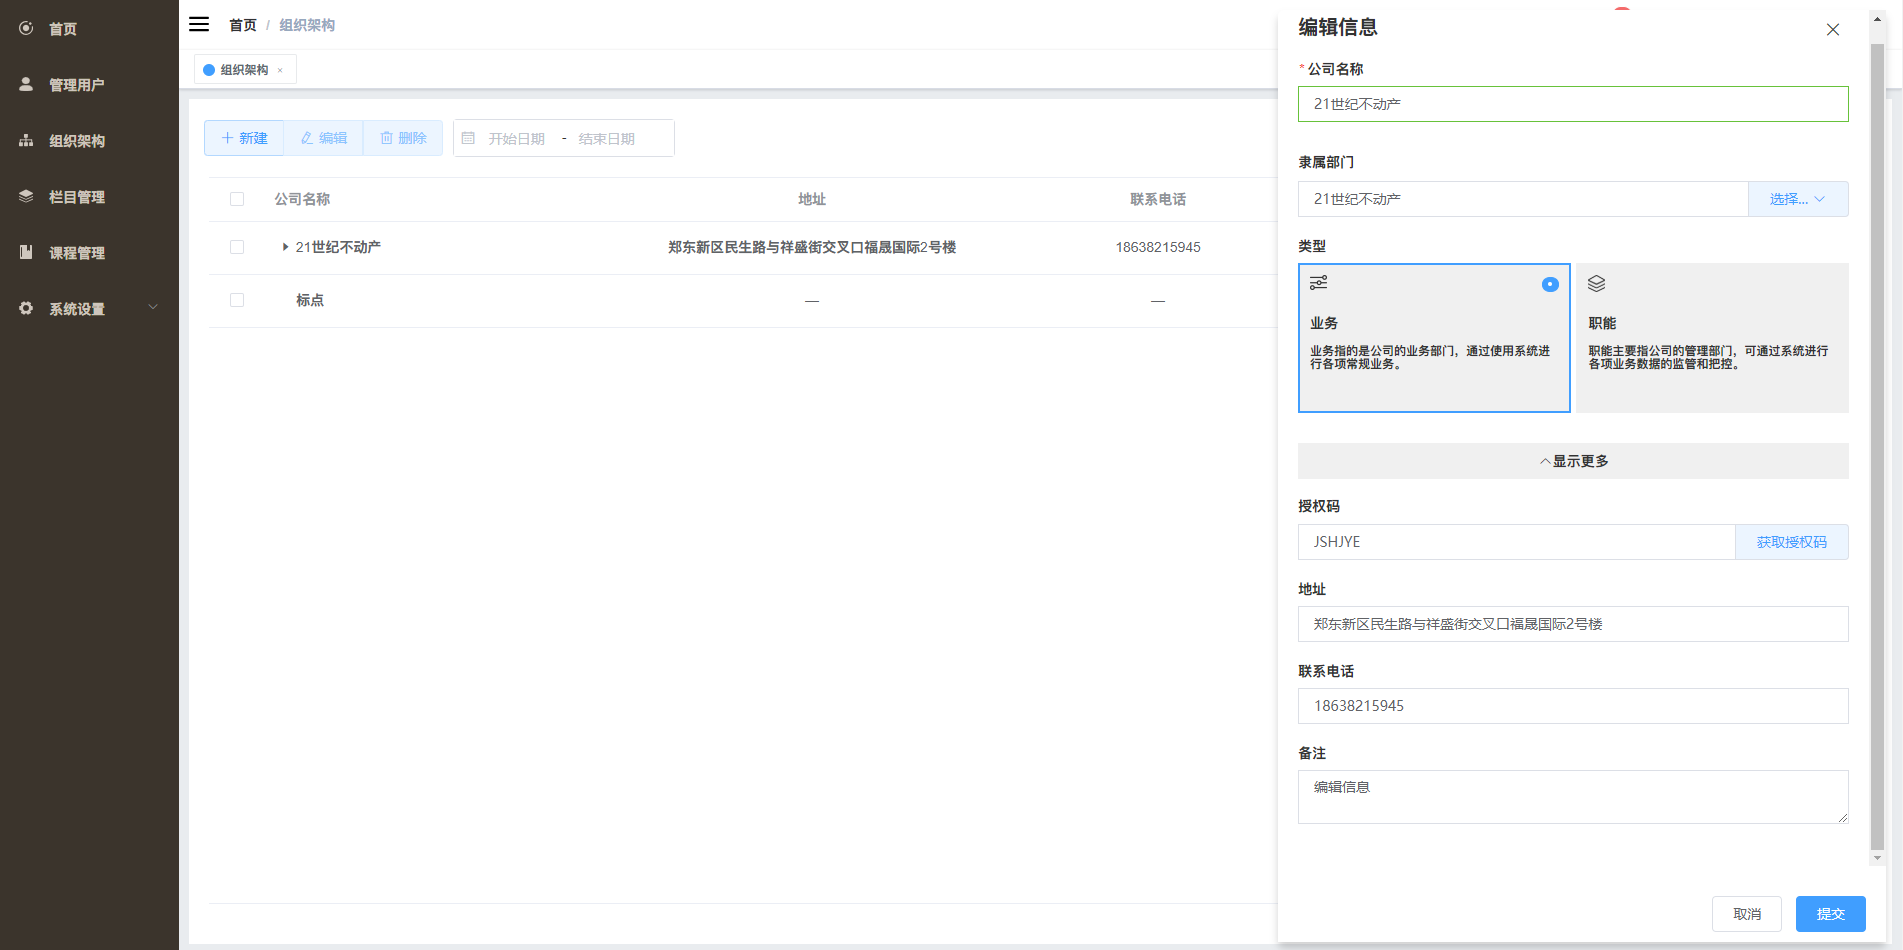 首页
管理用户
组织架构
栏目管理
课程管理
系统设置
首页 / 组织架构
组织架构 ×
新建 编辑 删除 开始日期 - 结束日期
公司名称 地址 联系电话
21世纪不动产 郑东新区民生路与祥盛街交叉口福晟国际2号楼 18638215945
标点 — —
编辑信息
* 公司名称
21世纪不动产
隶属部门
21世纪不动产 选择...
类型
业务
业务指的是公司的业务部门，通过使用系统进
行各项常规业务。
职能
职能主要指公司的管理部门，可通过系统进行
各项业务数据的监管和把控。
显示更多
授权码
JSHJYE 获取授权码
地址
郑东新区民生路与祥盛街交叉口福晟国际2号楼
联系电话
18638215945
备注
编辑信息
取消 提交